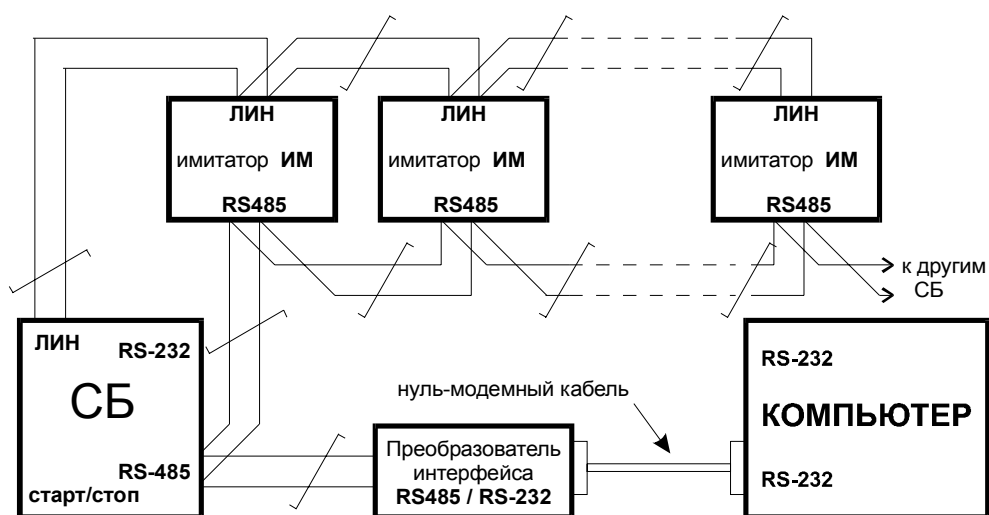 ЛИН
имитатор ИМ
RS485
ЛИН
имитатор ИМ
RS485
ЛИН
имитатор ИМ
RS485
к другим
СБ
ЛИН
RS-232
СБ
RS-485
старт/стоп
нуль-модемный кабель
Преобразователь
интерфейса
RS485 / RS-232
RS-232
КОМПЬЮТЕР
RS-232